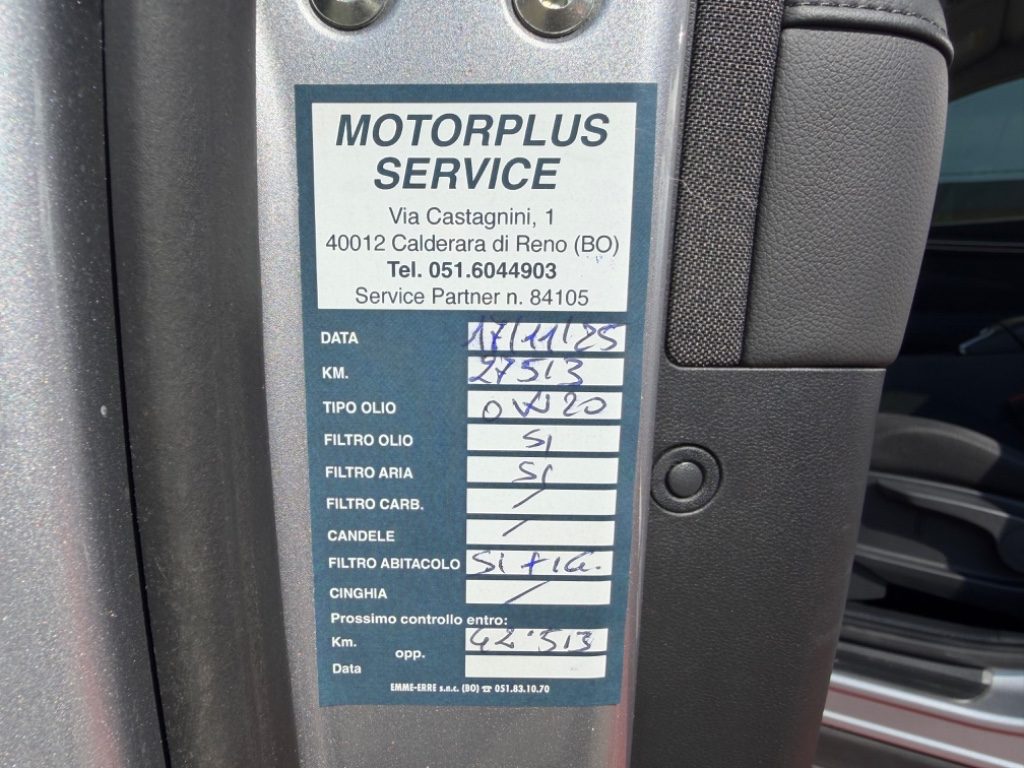 MOTORPLUS
SERVICE
Via Castagnini, 1
40012 Calderara di Reno (BO)
Tel. 051.6044903
Service Partner n. 84105
DATA 17/11/25
KM. 27513
TIPO OLIO 0W20
FILTRO OLIO Si
FILTRO ARIA Si
FILTRO CARB. /
CANDELE /
FILTRO ABITACOLO Si + IG.
CINGHIA /
Prossimo controllo entro:
Km. 42.513
opp.
Data
EMME-ERRE s.n.c. (BO) ☎ 051.83.10.70